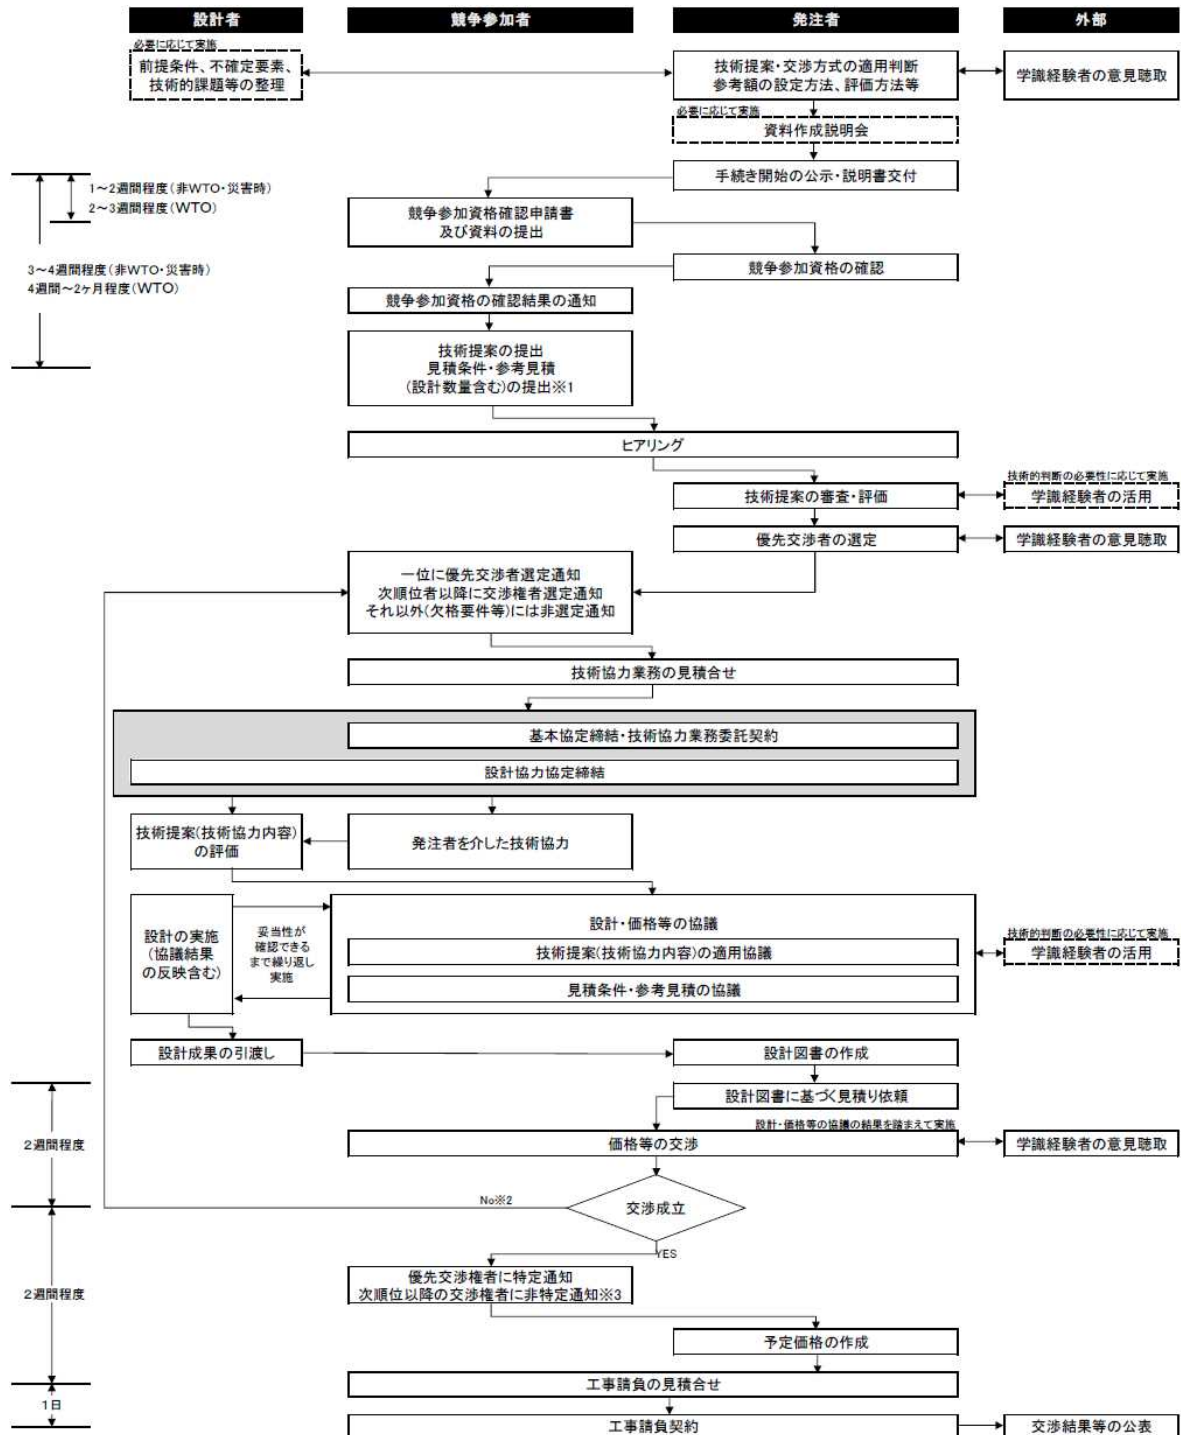 設計者
競争参加者
発注者
外部
必要に応じて実施
前提条件、不確定要素、
技術的課題等の整理
技術提案・交渉方式の適用判断
参考額の設定方法、評価方法等
学識経験者の意見聴取
必要に応じて実施
資料作成説明会
手続き開始の公示・説明書交付
1～2週間程度(非WTO・災害時)
2～3週間程度(WTO)
競争参加資格確認申請書
及び資料の提出
3～4週間程度(非WTO・災害時)
4週間～2ヶ月程度(WTO)
競争参加資格の確認
競争参加資格の確認結果の通知
技術提案の提出
見積条件・参考見積
(設計数量含む)の提出※1
ヒアリング
技術的判断の必要性に応じて実施
技術提案の審査・評価
学識経験者の活用
優先交渉者の選定
学識経験者の意見聴取
一位に優先交渉者選定通知
次順位者以降に交渉権者選定通知
それ以外(欠格要件等)には非選定通知
技術協力業務の見積合せ
基本協定締結・技術協力業務委託契約
設計協力協定締結
技術提案(技術協力内容)
の評価
発注者を介した技術協力
設計の実施
(協議結果
の反映含む)
妥当性が
確認できる
まで繰り返し
実施
設計・価格等の協議
技術提案(技術協力内容)の適用協議
見積条件・参考見積の協議
技術的判断の必要性に応じて実施
学識経験者の活用
設計成果の引渡し
設計図書の作成
設計図書に基づく見積り依頼
設計・価格等の協議の結果を踏まえて実施
2週間程度
価格等の交渉
学識経験者の意見聴取
No※2
交渉成立
YES
2週間程度
優先交渉権者に特定通知
次順位以降の交渉権者に非特定通知※3
予定価格の作成
工事請負の見積合せ
1日
工事請負契約
交渉結果等の公表